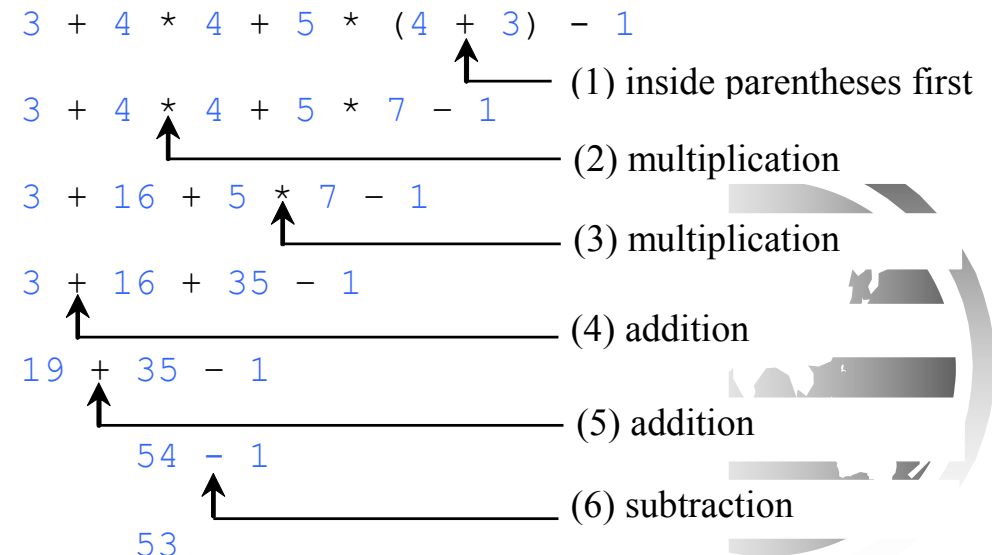 3 + 4 * 4 + 5 * (4 + 3) - 1
(1) inside parentheses first
3 + 4 * 4 + 5 * 7 - 1
(2) multiplication
3 + 16 + 5 * 7 - 1
(3) multiplication
3 + 16 + 35 - 1
(4) addition
19 + 35 - 1
(5) addition
54 - 1
(6) subtraction
53